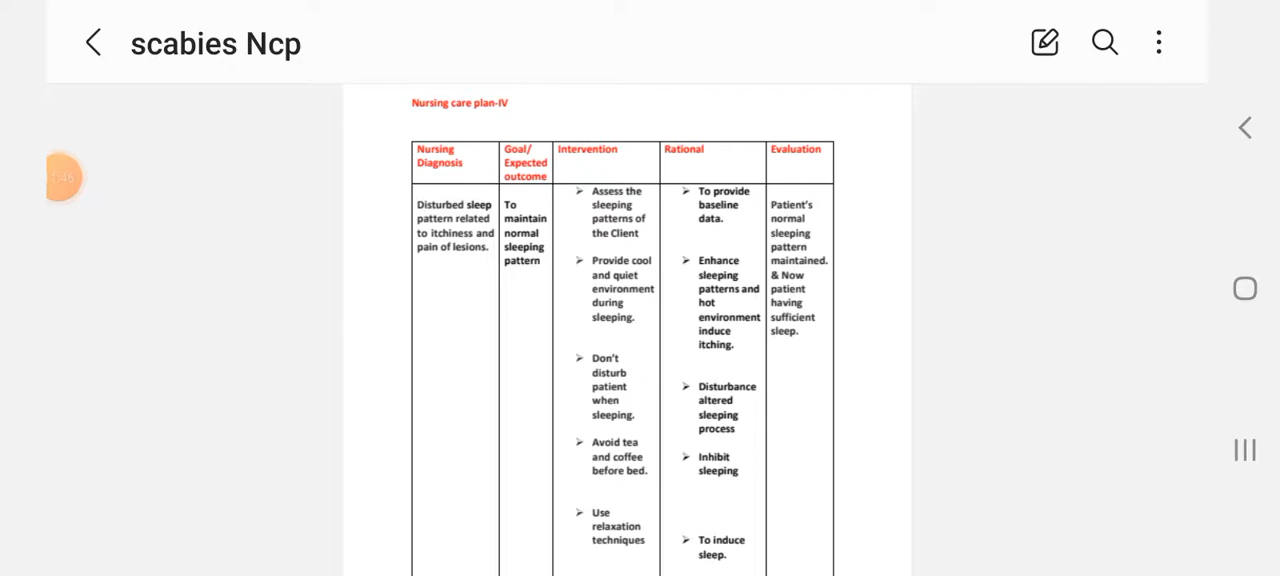 scabies Ncp
Nursing care plan-IV
Nursing
Diagnosis
Goal/
Expected
outcome
Intervention
Rational
Evaluation
Disturbed sleep
pattern related
to itchiness and
pain of lesions.
To
maintain
normal
sleeping
pattern
➢ Assess the
sleeping
patterns of
the Client
➢ Provide cool
and quiet
environment
during
sleeping.
➢ Don't
disturb
patient
when
sleeping.
➢ Avoid tea
and coffee
before bed.
➢ Use
relaxation
techniques
➢ To provide
baseline
data.
➢ Enhance
sleeping
patterns and
hot
environment
induce
itching.
➢ Disturbance
altered
sleeping
process
➢ Inhibit
sleeping
➢ To induce
sleep.
Patient's
normal
sleeping
pattern
maintained.
& Now
patient
having
sufficient
sleep.